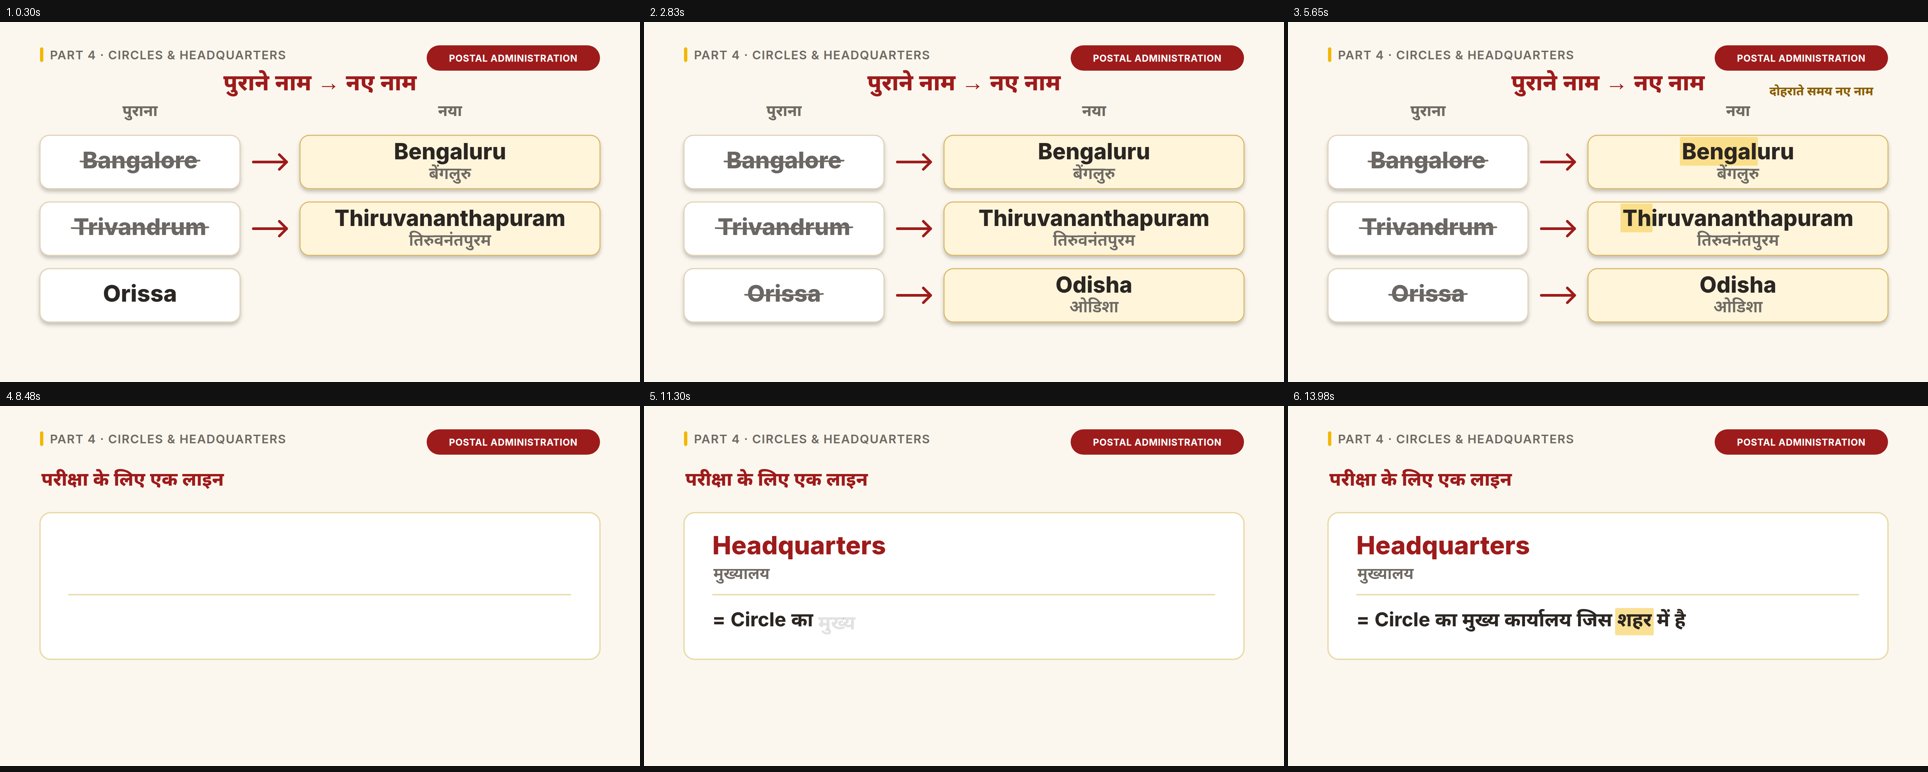 1. 0.30s
PART 4 · CIRCLES & HEADQUARTERS
POSTAL ADMINISTRATION
पुराने नाम → नए नाम
पुराना
नया
Bangalore
Bengaluru
बेंगलुरु
Trivandrum
Thiruvananthapuram
तिरुवनंतपुरम
Orissa
2. 2.83s
PART 4 · CIRCLES & HEADQUARTERS
POSTAL ADMINISTRATION
पुराने नाम → नए नाम
पुराना
नया
Bangalore
Bengaluru
बेंगलुरु
Trivandrum
Thiruvananthapuram
तिरुवनंतपुरम
Orissa
Odisha
ओडिशा
3. 5.65s
PART 4 · CIRCLES & HEADQUARTERS
POSTAL ADMINISTRATION
पुराने नाम → नए नाम
दोहराते समय नए नाम
पुराना
नया
Bangalore
Bengaluru
बेंगलुरु
Trivandrum
Thiruvananthapuram
तिरुवनंतपुरम
Orissa
Odisha
ओडिशा
4. 8.48s
PART 4 · CIRCLES & HEADQUARTERS
POSTAL ADMINISTRATION
परीक्षा के लिए एक लाइन
5. 11.30s
PART 4 · CIRCLES & HEADQUARTERS
POSTAL ADMINISTRATION
परीक्षा के लिए एक लाइन
Headquarters
मुख्यालय
= Circle का मुख्य
6. 13.98s
PART 4 · CIRCLES & HEADQUARTERS
POSTAL ADMINISTRATION
परीक्षा के लिए एक लाइन
Headquarters
मुख्यालय
= Circle का मुख्य कार्यालय जिस शहर में है